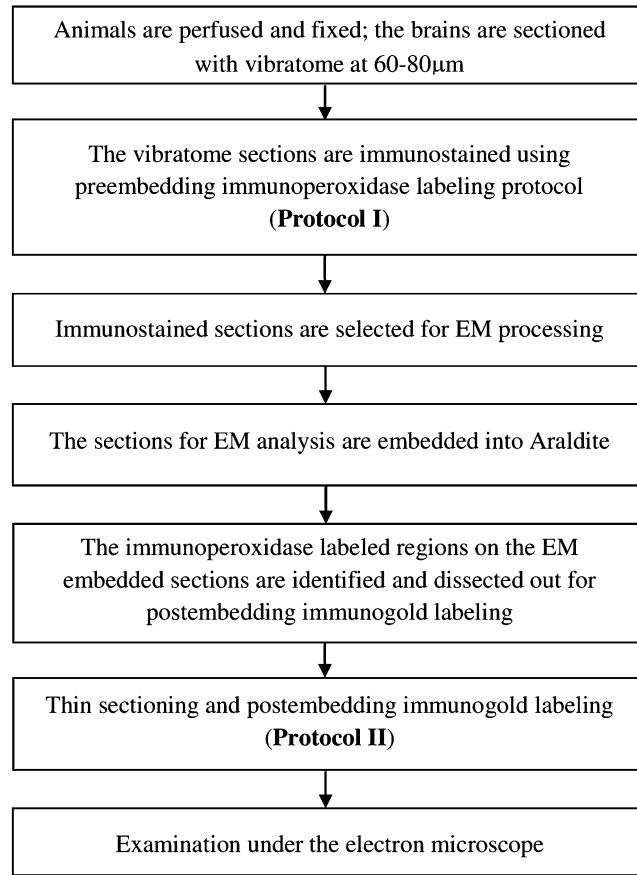 Animals are perfused and fixed; the brains are sectioned
with vibratome at 60-80μm
The vibratome sections are immunostained using
preembedding immunoperoxidase labeling protocol
(Protocol I)
Immunostained sections are selected for EM processing
The sections for EM analysis are embedded into Araldite
The immunoperoxidase labeled regions on the EM
embedded sections are identified and dissected out for
postembedding immunogold labeling
Thin sectioning and postembedding immunogold labeling
(Protocol II)
Examination under the electron microscope